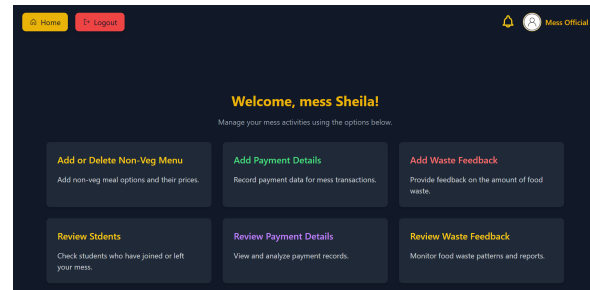 Home
Logout
Mess Official
Welcome, mess Sheila!
Manage your mess activities using the options below.
Add or Delete Non-Veg Menu
Add non-veg meal options and their prices.
Add Payment Details
Record payment data for mess transactions.
Add Waste Feedback
Provide feedback on the amount of food
waste.
Review Stdents
Check students who have joined or left
your mess.
Review Payment Details
View and analyze payment records.
Review Waste Feedback
Monitor food waste patterns and reports.